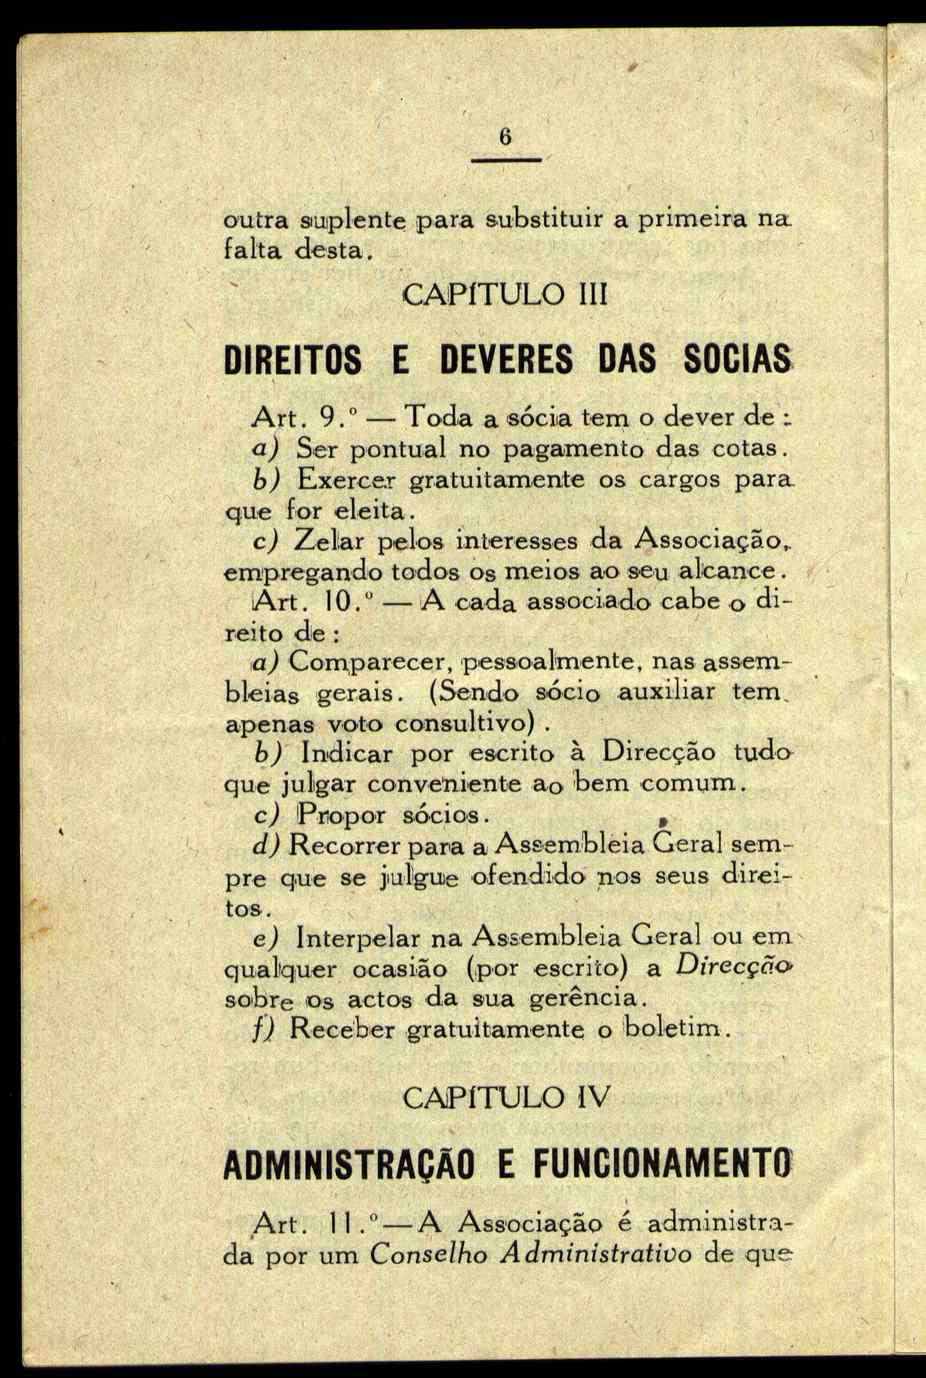 6
outra suplente para substituir a primeira na
falta desta.
CAPÍTULO III
DIREITOS E DEVERES DAS SOCIAS
Art. 9.º — Toda a sócia tem o dever de :
a) Ser pontual no pagamento das cotas.
b) Exercer gratuitamente os cargos para
que for eleita.
c) Zelar pelos interesses da Associação,
empregando todos os meios ao seu alcance.
Art. 10.º — A cada associado cabe o di-
reito de :
a) Comparecer, pessoalmente, nas assem-
bleias gerais. (Sendo sócio auxiliar tem
apenas voto consultivo) .
b) Indicar por escrito à Direcção tudo
que julgar conveniente ao bem comum.
c) Propor sócios.
d) Recorrer para a Assembleia Geral sem-
pre que se julgue ofendido nos seus direi-
tos.
e) Interpelar na Assembleia Geral ou em
qualquer ocasião (por escrito) a Direcção
sobre os actos da sua gerência.
f) Receber gratuitamente o boletim.
CAPÍTULO IV
ADMINISTRAÇÃO E FUNCIONAMENTO
Art. 11.º — A Associação é administra-
da por um Conselho Administrativo de que